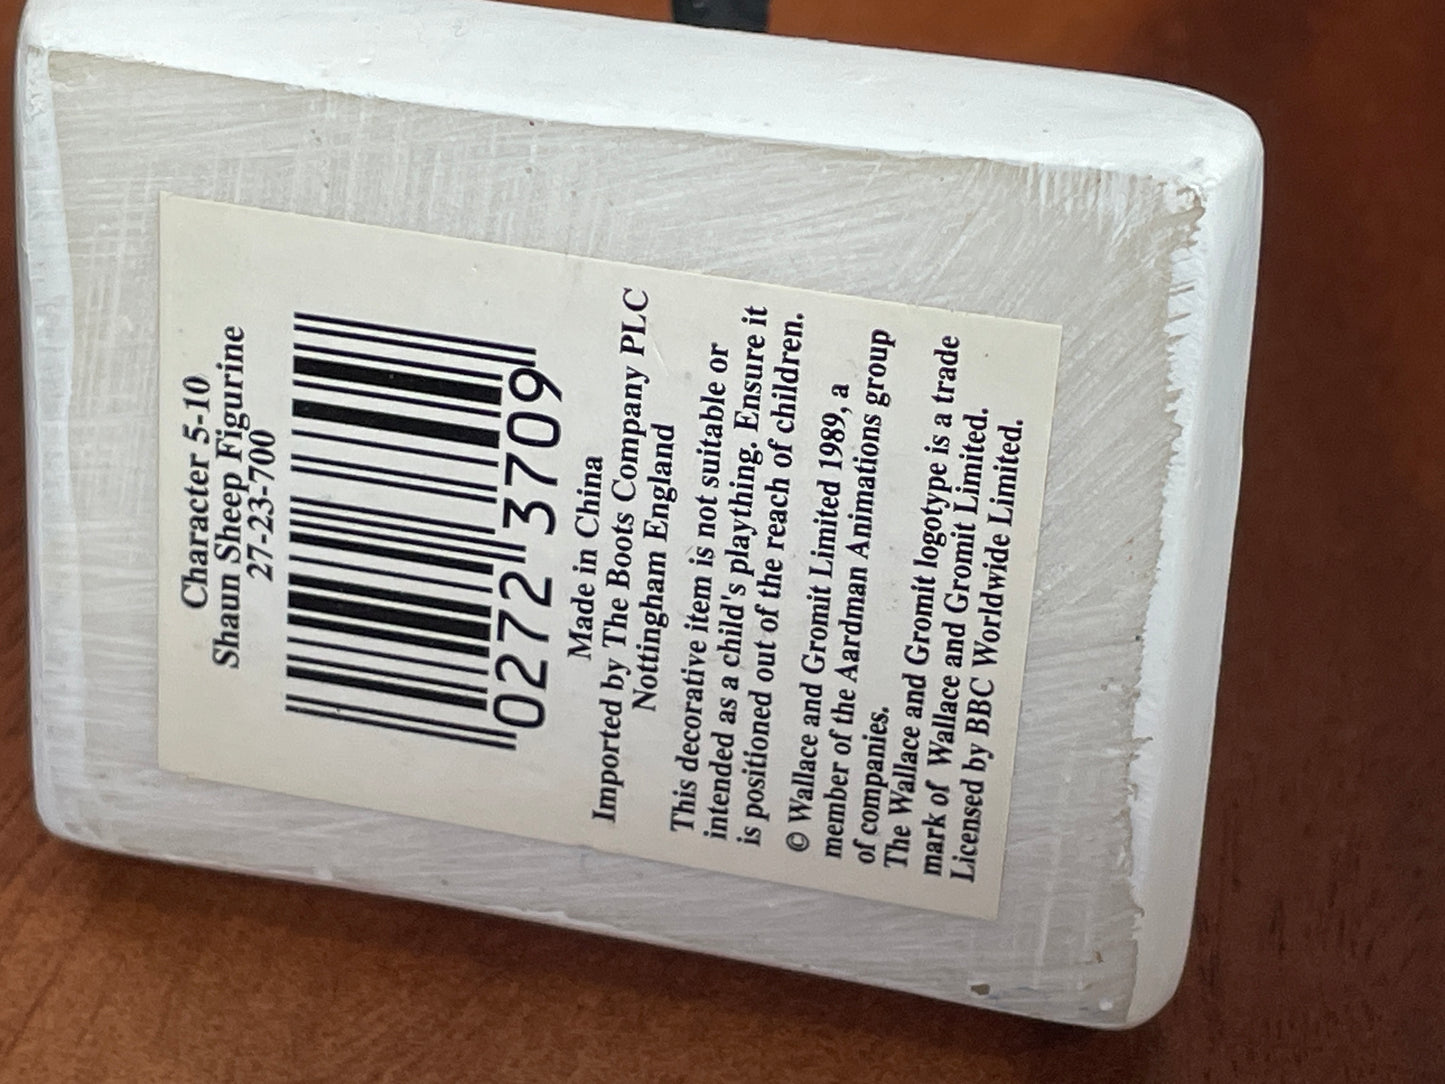 Character 5-10
Shaun Sheep Figurine
27-23-700
0272 3709
Made in China
Imported by The Boots Company PLC
Nottingham England
This decorative item is not suitable or
intended as a child's plaything. Ensure it
is positioned out of the reach of children.
© Wallace and Gromit Limited 1989, a
member of the Aardman Animations group
of companies.
The Wallace and Gromit logotype is a trade
mark of Wallace and Gromit Limited.
Licensed by BBC Worldwide Limited.